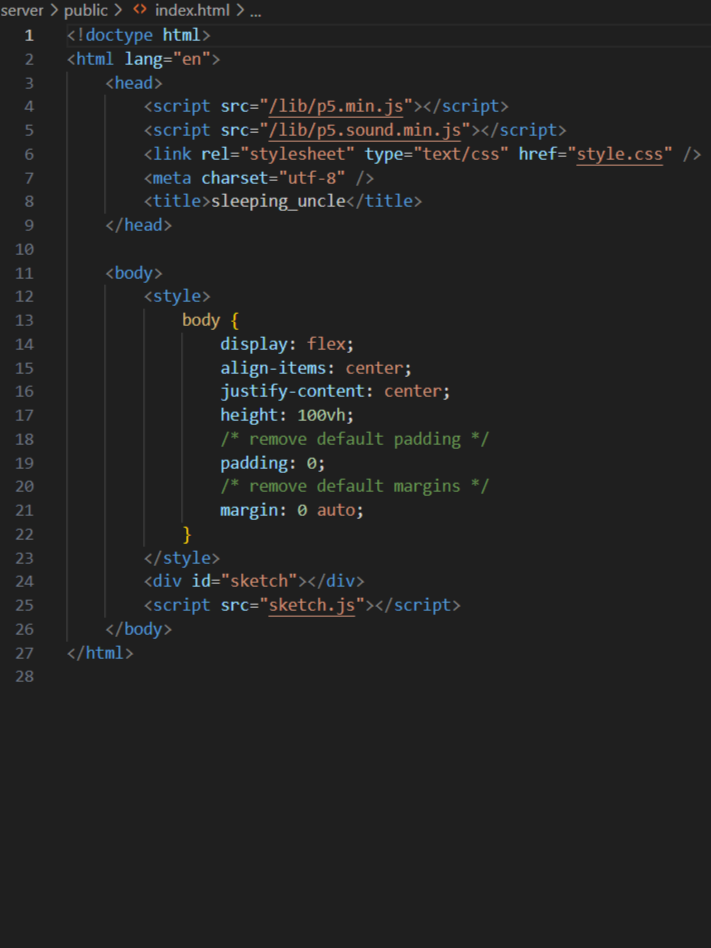 server > public > <> index.html > ...
1 <!doctype html>
2 <html lang="en">
3     <head>
4         <script src="/lib/p5.min.js"></script>
5         <script src="/lib/p5.sound.min.js"></script>
6         <link rel="stylesheet" type="text/css" href="style.css" />
7         <meta charset="utf-8" />
8         <title>sleeping_uncle</title>
9     </head>
10
11     <body>
12         <style>
13             body {
14                 display: flex;
15                 align-items: center;
16                 justify-content: center;
17                 height: 100vh;
18                 /* remove default padding */
19                 padding: 0;
20                 /* remove default margins */
21                 margin: 0 auto;
22             }
23         </style>
24         <div id="sketch"></div>
25         <script src="sketch.js"></script>
26     </body>
27 </html>
28